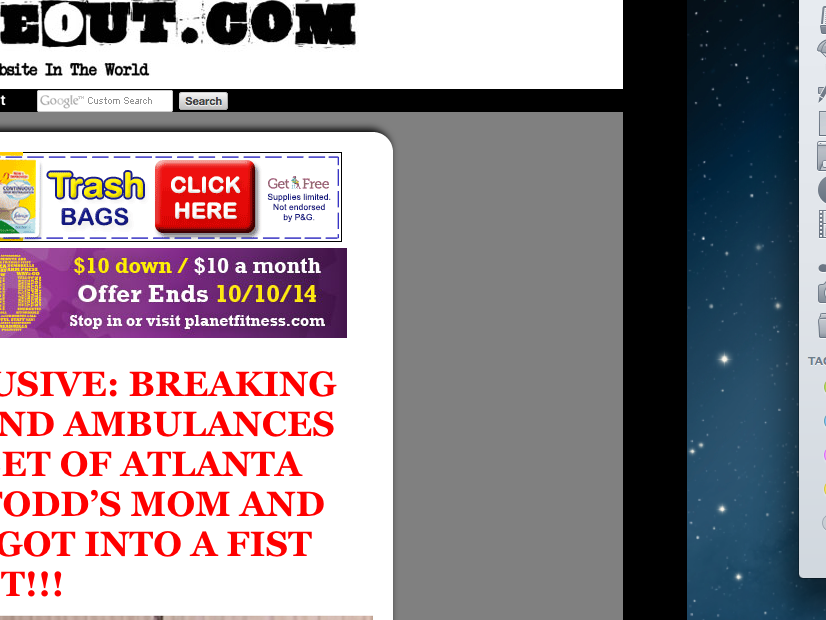 EOUT.COM
bsite In The World
t
Google™ Custom Search
Search
CONTINUOUS
Trash
BAGS
CLICK
HERE
Get Free
Supplies limited.
Not endorsed
by P&G.
$10 down / $10 a month
Offer Ends 10/10/14
Stop in or visit planetfitness.com
USIVE: BREAKING
ND AMBULANCES
ET OF ATLANTA
TODD’S MOM AND
GOT INTO A FIST
T!!!
TAG